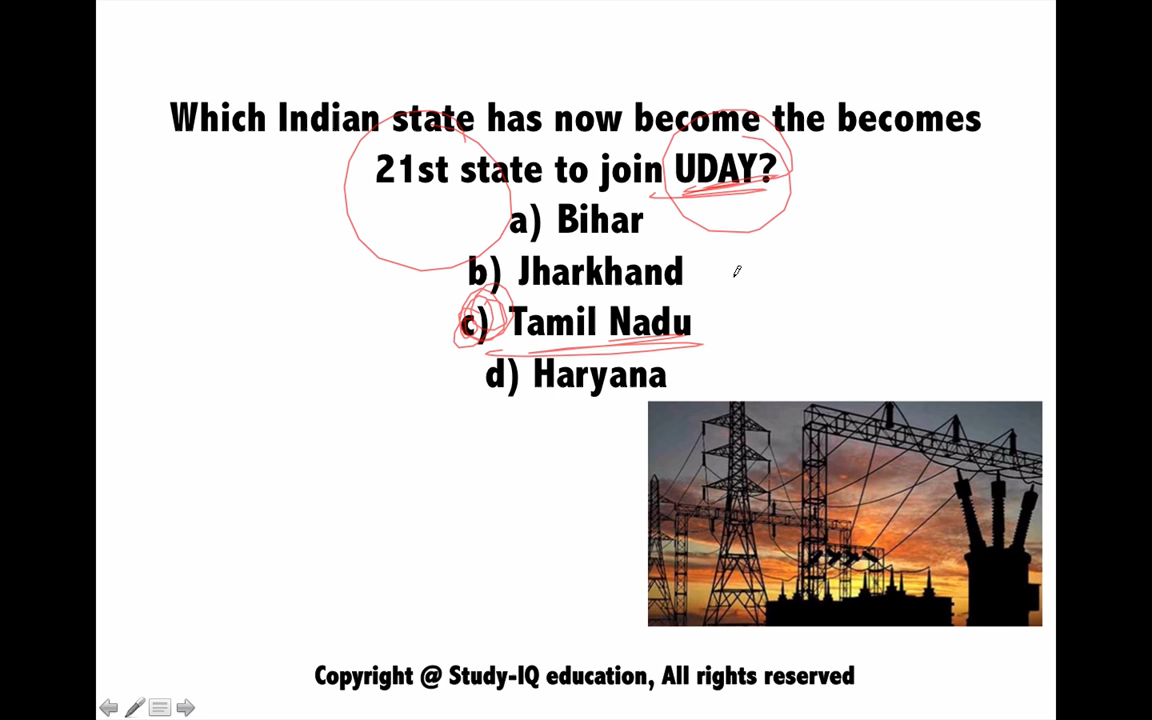 Which Indian state has now become the becomes
21st state to join UDAY?
a) Bihar
b) Jharkhand
c) Tamil Nadu
d) Haryana
Copyright @ Study-IQ education, All rights reserved